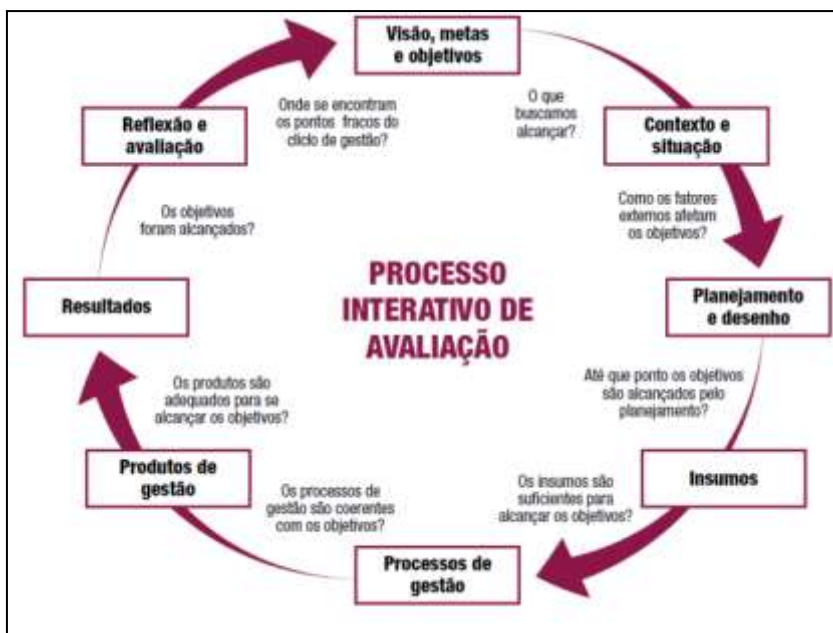 Visão, metas
e objetivos
O que
buscamos
alcançar?
Contexto e
situação
Como os fatores
externos afetam
os objetivos?
Planejamento
e desenho
Até que ponto os objetivos
são alcançados pelo
planejamento?
Insumos
Os insumos são
suficientes para
alcançar os objetivos?
Processos de
gestão
Os processos de
gestão são coerentes
com os objetivos?
Produtos de
gestão
Os produtos são
adequados para se
alcançar os objetivos?
Resultados
Os objetivos
foram alcançados?
Reflexão e
avaliação
Onde se encontram
os pontos fracos do
cliclo de gestão?
PROCESSO
INTERATIVO DE
AVALIAÇÃO